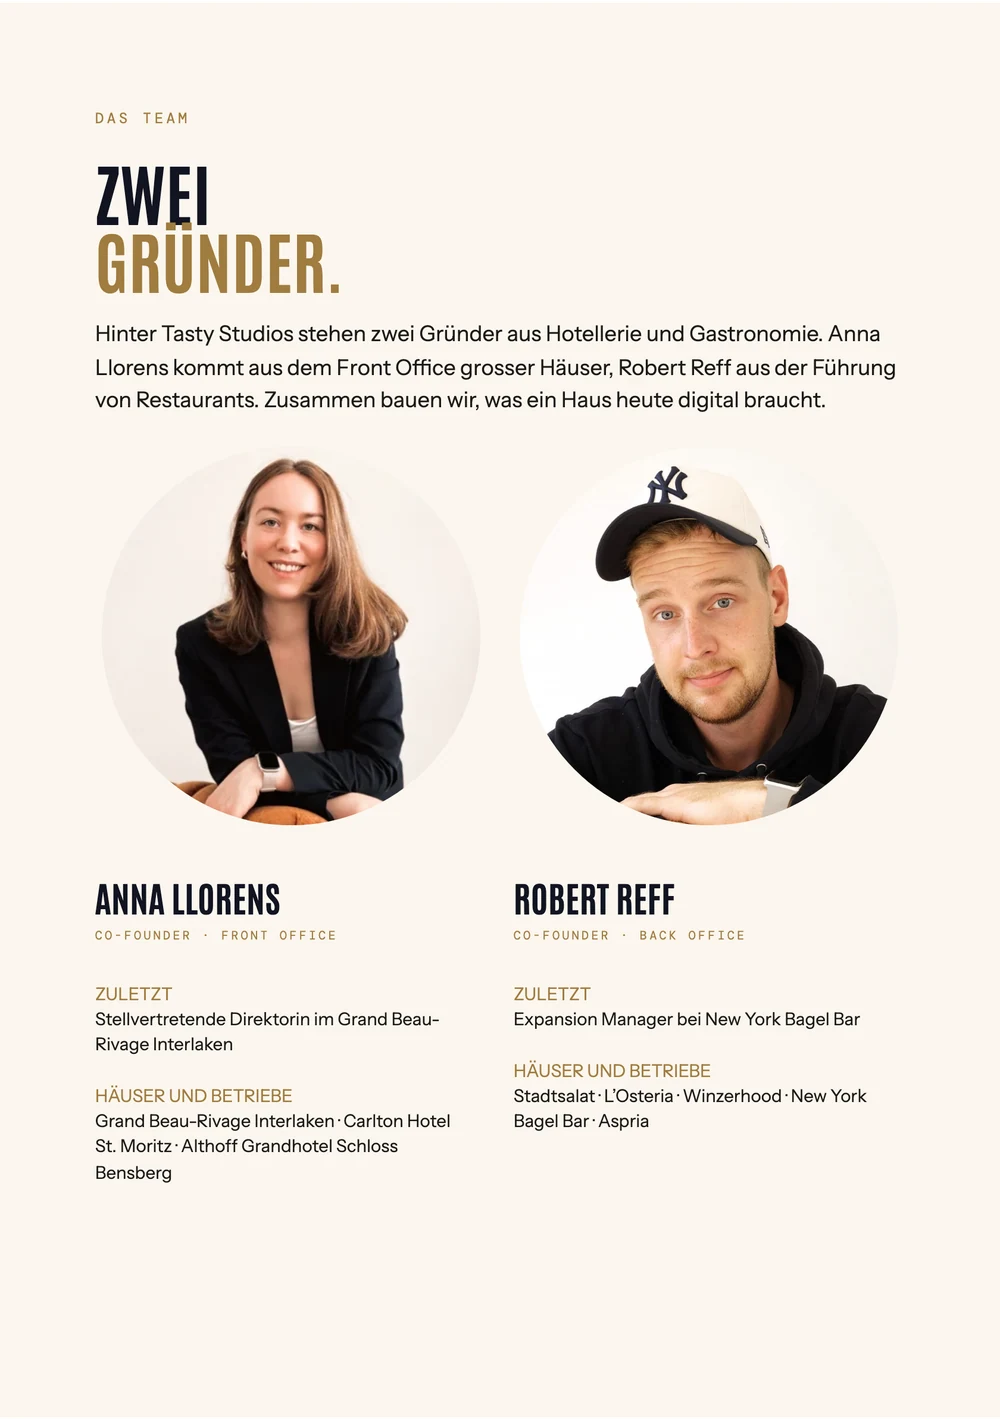 DAS TEAM
ZWEI
GRÜNDER.
Hinter Tasty Studios stehen zwei Gründer aus Hotellerie und Gastronomie. Anna
Llorens kommt aus dem Front Office grosser Häuser, Robert Reff aus der Führung
von Restaurants. Zusammen bauen wir, was ein Haus heute digital braucht.
NY
ANNA LLORENS
CO-FOUNDER · FRONT OFFICE
ZULETZT
Stellvertretende Direktorin im Grand Beau-
Rivage Interlaken
HÄUSER UND BETRIEBE
Grand Beau-Rivage Interlaken · Carlton Hotel
St. Moritz · Althoff Grandhotel Schloss
Bensberg
ROBERT REFF
CO-FOUNDER · BACK OFFICE
ZULETZT
Expansion Manager bei New York Bagel Bar
HÄUSER UND BETRIEBE
Stadtsalat · L’Osteria · Winzerhood · New York
Bagel Bar · Aspria